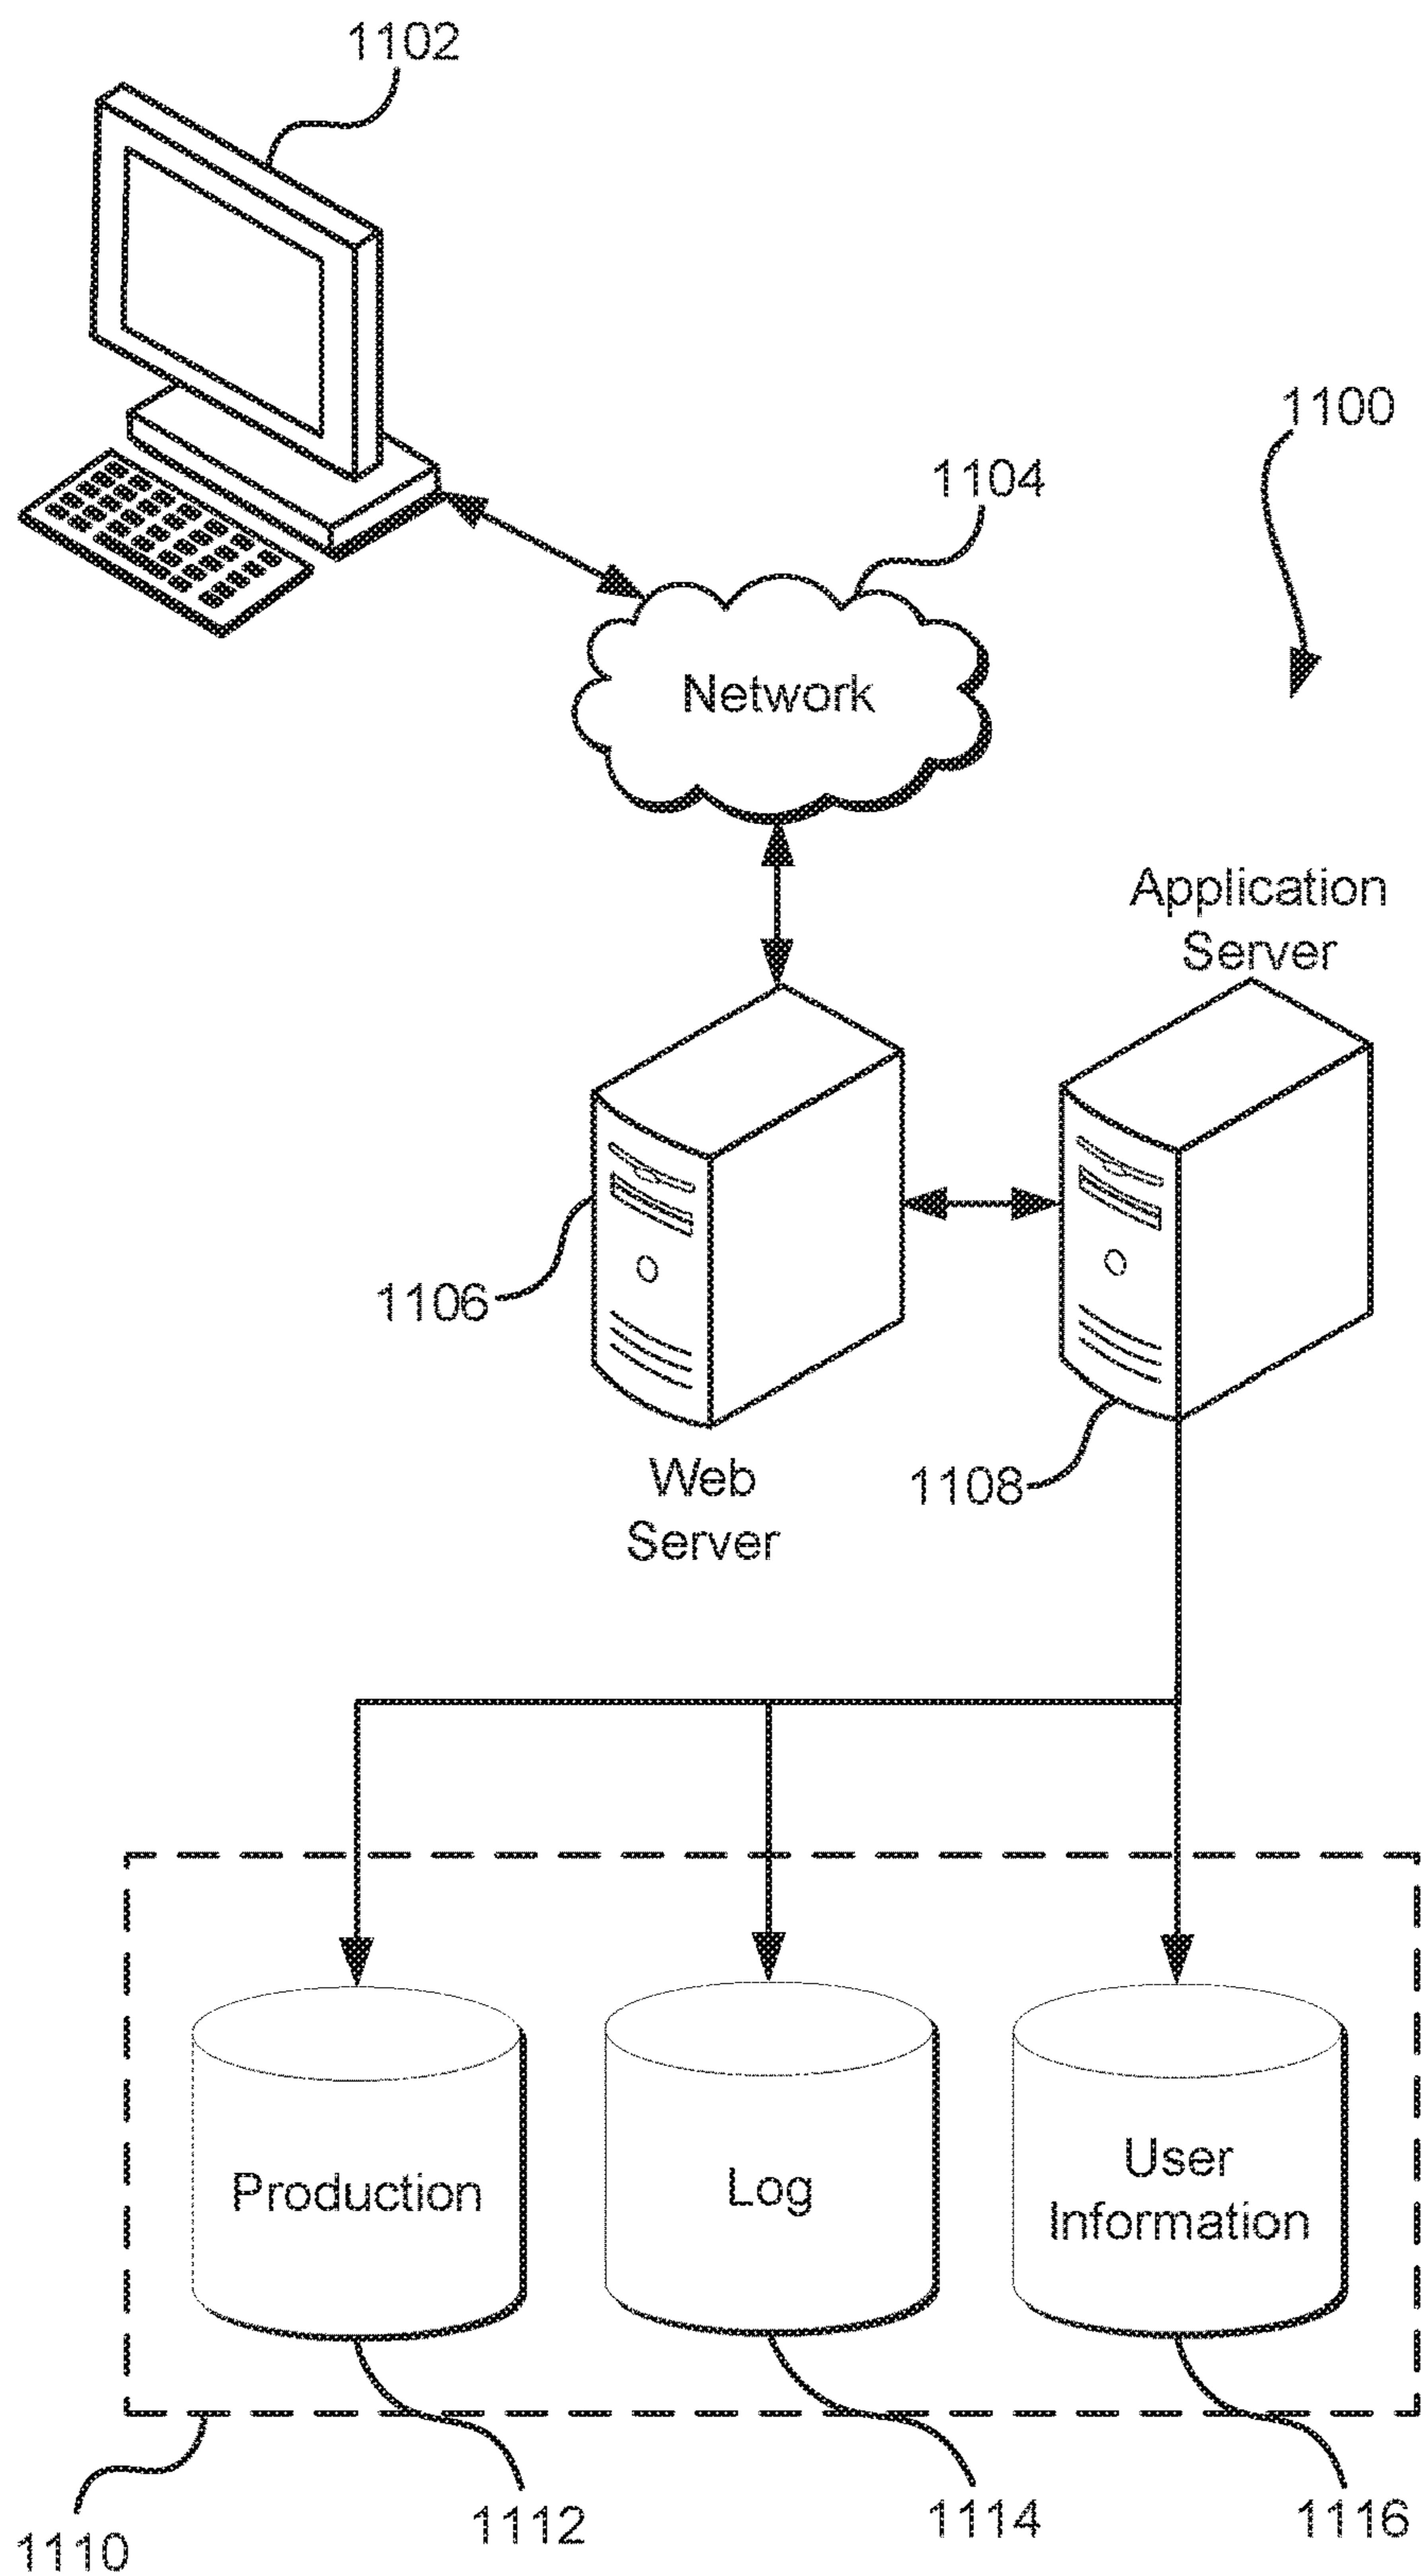 1102
1100
1104
Network
Application
Server
1106
Web
Server
1108
Production
Log
User
Information
1110
1112
1114
1116